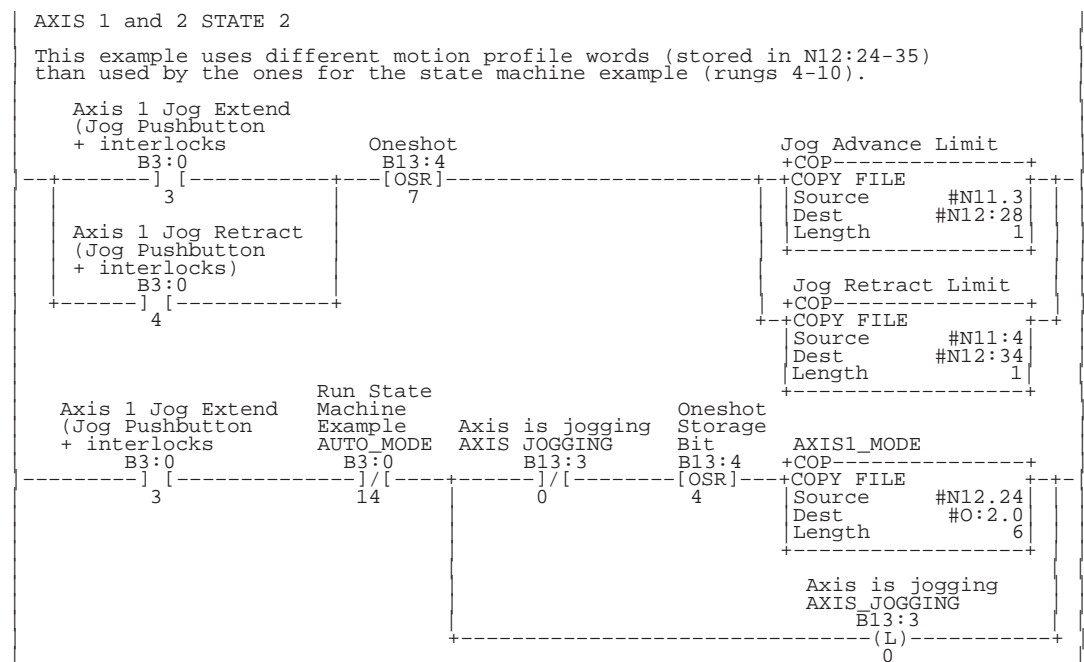 AXIS 1 and 2 STATE 2
This example uses different motion profile words (stored in N12:24-35)
than used by the ones for the state machine example (rungs 4-10).
Axis 1 Jog Extend
(Jog Pushbutton
+ interlocks Oneshot Jog Advance Limit
B3:0 B13:4 +COP---------------+
|--+-------] [-----------+---[OSR]-------------------------+-+COPY FILE +-+-|
3 7 |Source #N11.3|
|Dest #N12:28|
Axis 1 Jog Retract |Length 1|
(Jog Pushbutton +------------------+
+ interlocks)
B3:0 Jog Retract Limit
+------] [------------+ +COP---------------+
4 +-+COPY FILE +-+
|Source #N11:4|
|Dest #N12:34|
|Length 1|
Run State +------------------+
Axis 1 Jog Extend Machine Oneshot
(Jog Pushbutton Example Axis is jogging Storage
+ interlocks AUTO_MODE AXIS JOGGING Bit AXIS1_MODE
B3:0 B3:0 B13:3 B13:4 +COP---------------+
|---------] [--------------]/[----+------]/[--------[OSR]---+COPY FILE +-+-|
3 14 0 4 |Source #N12.24|
|Dest #O:2.0|
|Length 6|
+------------------+
Axis is jogging
AXIS_JOGGING
B13:3
+-------------------------------(L)-----------+
0